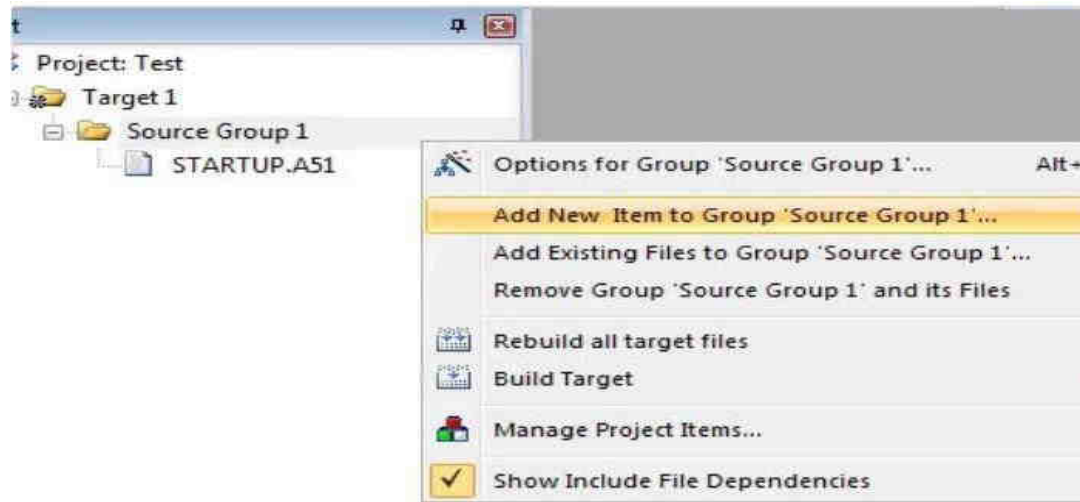 t
Project: Test
Target 1
Source Group 1
STARTUP.A51
Options for Group 'Source Group 1'... Alt+
Add New Item to Group 'Source Group 1'...
Add Existing Files to Group 'Source Group 1'...
Remove Group 'Source Group 1' and its Files
Rebuild all target files
Build Target
Manage Project Items...
Show Include File Dependencies